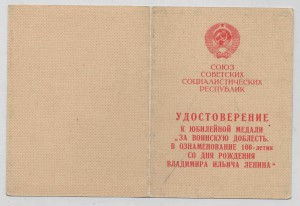 СОЮЗ
СОВЕТСКИХ
СОЦИАЛИСТИЧЕСКИХ
РЕСПУБЛИК
УДОСТОВЕРЕНИЕ
К ЮБИЛЕЙНОЙ МЕДАЛИ
„ЗА ВОИНСКУЮ ДОБЛЕСТЬ.
В ОЗНАМЕНОВАНИЕ 100-летия
СО ДНЯ РОЖДЕНИЯ
ВЛАДИМИРА ИЛЬИЧА ЛЕНИНА“